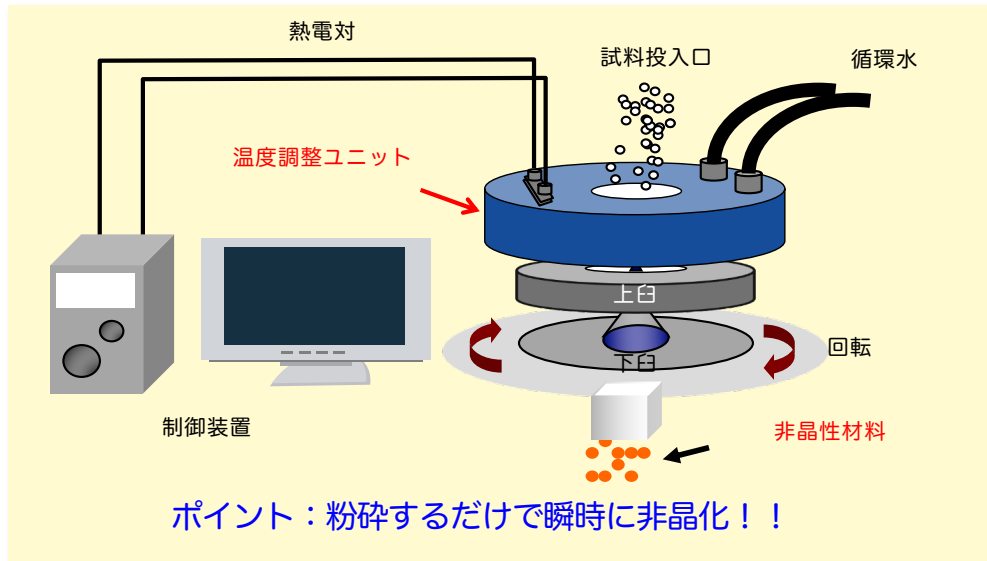 熱電対
試料投入口
循環水
温度調整ユニット
上臼
回転
下臼
制御装置
非晶性材料
ポイント：粉砕するだけで瞬時に非晶化！！